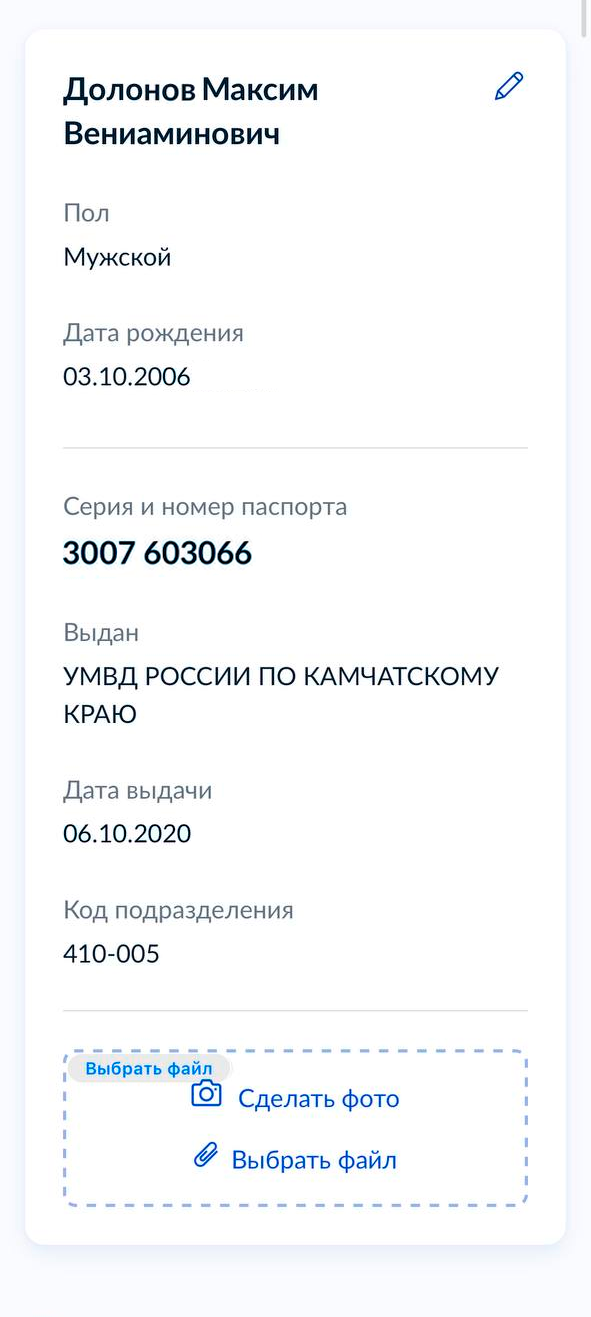 Долонов Максим
Вениаминович
Пол
Мужской
Дата рождения
03.10.2006
Серия и номер паспорта
3007 603066
Выдан
УМВД РОССИИ ПО КАМЧАТСКОМУ
КРАЮ
Дата выдачи
06.10.2020
Код подразделения
410-005
Выбрать файл
Сделать фото
Выбрать файл